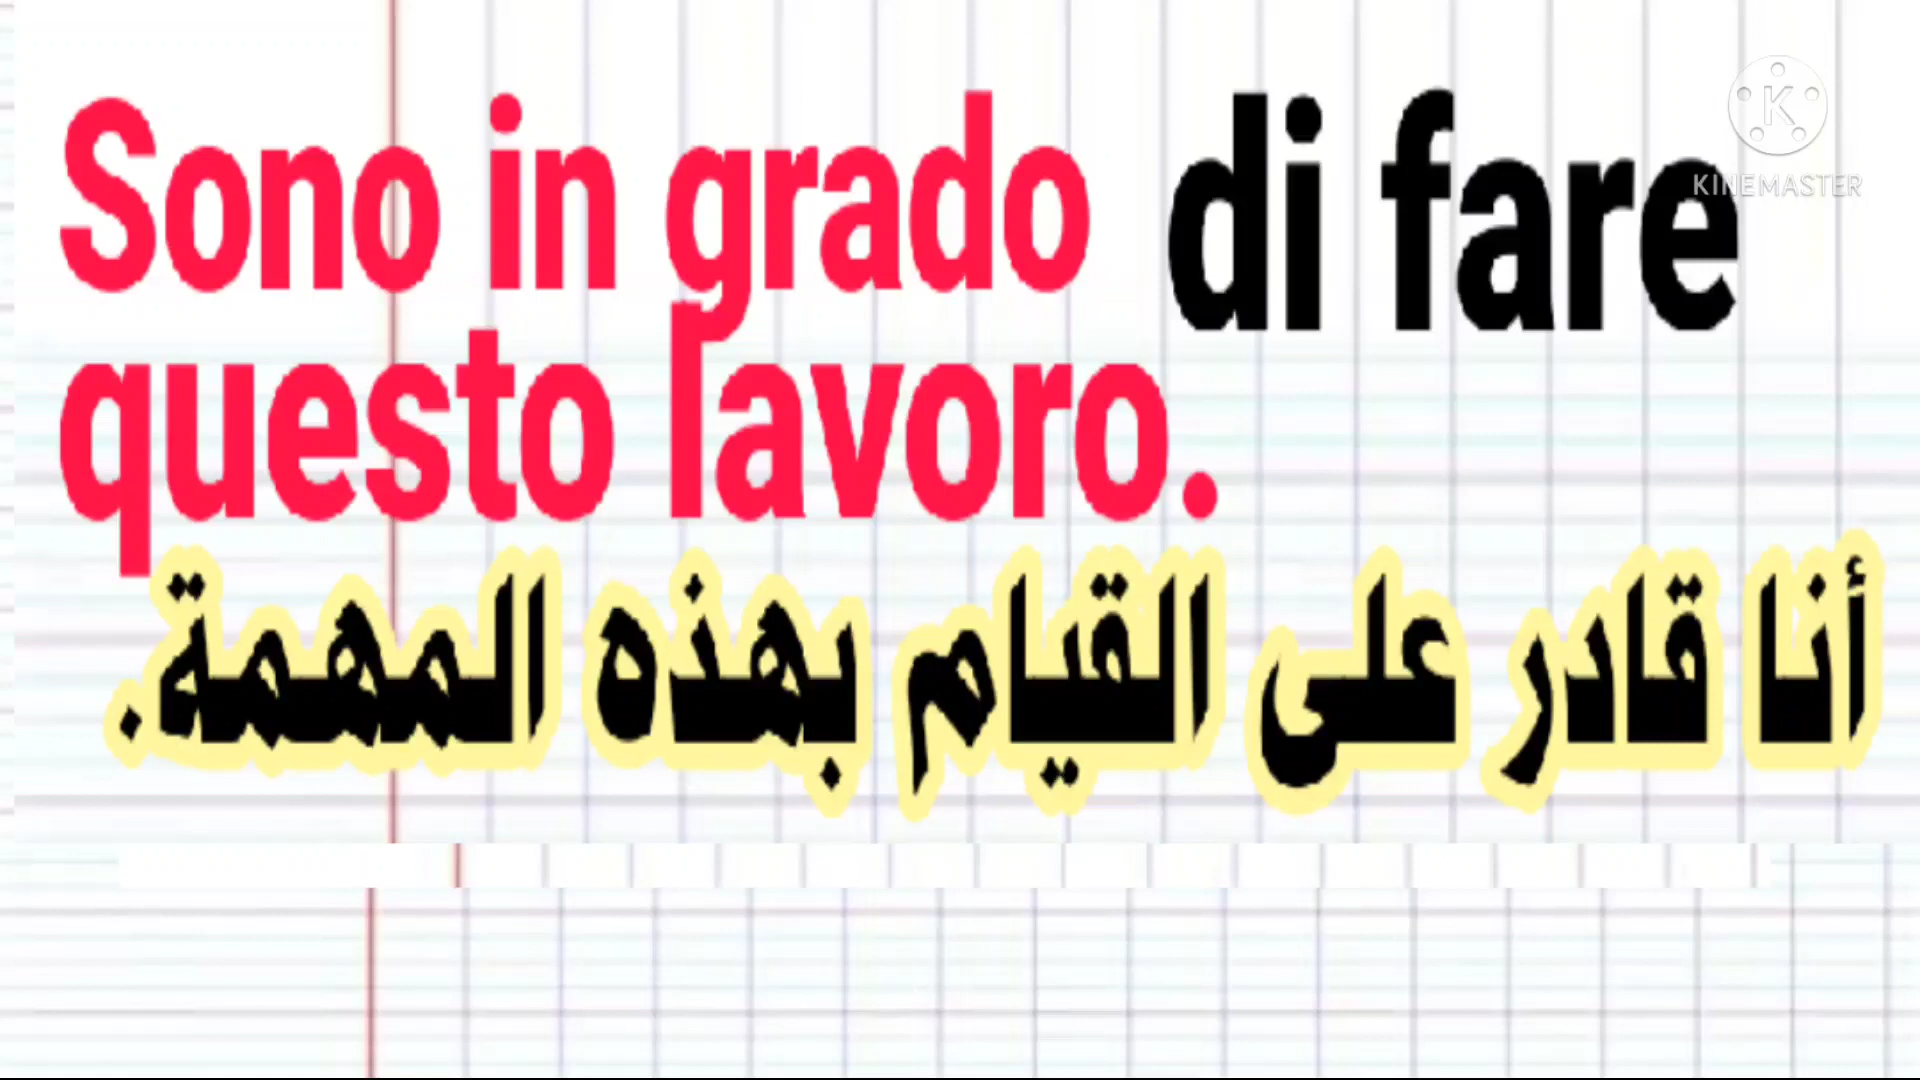 Sono in grado di fare
questo lavoro.
أنا قادر على القيام بهذه المهمة.
K
KINEMASTER